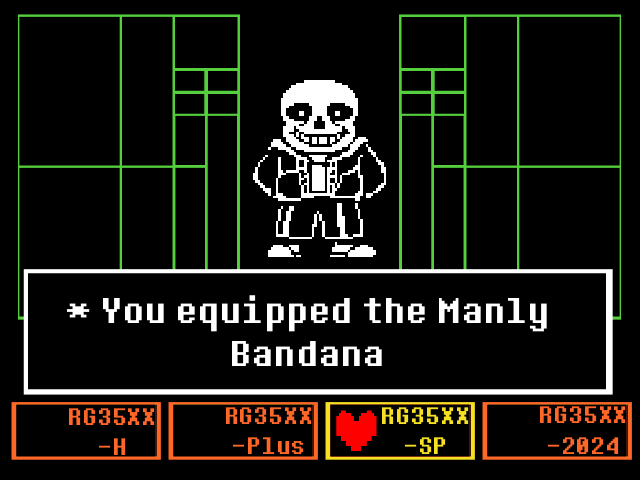 * You equipped the Manly
Bandana
RG35XX
-H
RG35XX
-Plus
RG35XX
-SP
RG35XX
-2024